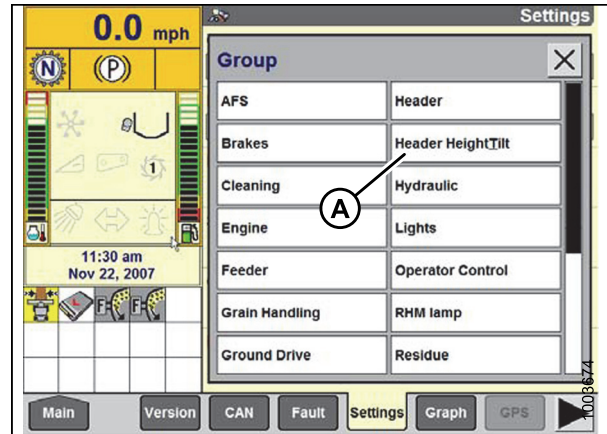 0.0 mph
Settings
N
(P)
Group
AFS
Header
Brakes
Header HeightTilt
Cleaning
Hydraulic
A
Engine
Lights
Feeder
Operator Control
Grain Handling
RHM lamp
Ground Drive
Residue
1
11:30 am
Nov 22, 2007
L
F
F
Main
Version
CAN
Fault
Settings
Graph
GPS
1003674